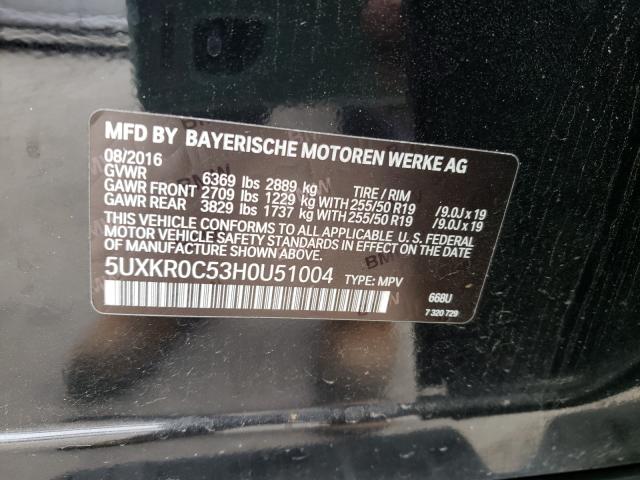 MFD BY BAYERISCHE MOTOREN WERKE AG
08/2016
GVWR 6369 lbs 2889 kg TIRE / RIM
GAWR FRONT 2709 lbs 1229 kg WITH 255/50 R19 /9.0J x 19
GAWR REAR 3829 lbs 1737 kg WITH 255/50 R19 /9.0J x 19
THIS VEHICLE CONFORMS TO ALL APPLICABLE U.S. FEDERAL
MOTOR VEHICLE SAFETY STANDARDS IN EFFECT ON THE DATE OF
MANUFACTURE SHOWN ABOVE.
5UXKR0C53H0U51004 TYPE: MPV
668U
7 320 729